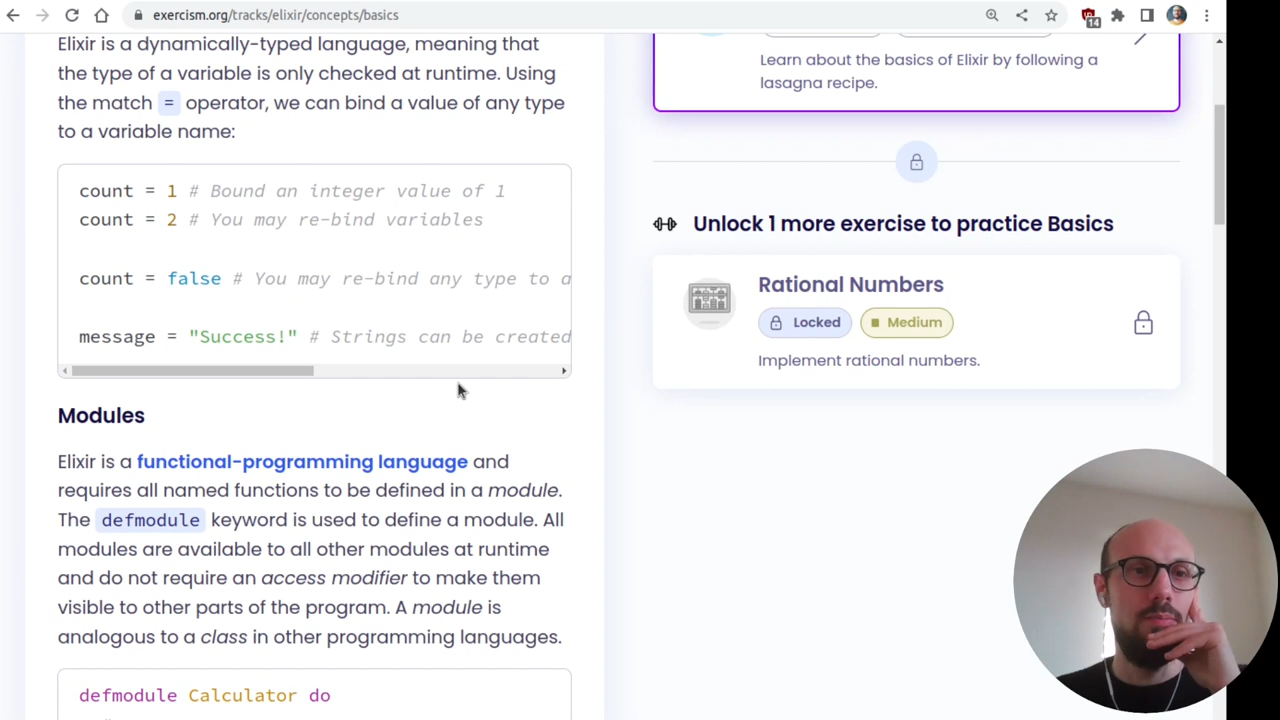 exercism.org/tracks/elixir/concepts/basics
14
Elixir is a dynamically-typed language, meaning that
the type of a variable is only checked at runtime. Using
the match = operator, we can bind a value of any type
to a variable name:
count = 1 # Bound an integer value of 1
count = 2 # You may re-bind variables
count = false # You may re-bind any type to a
message = "Success!" # Strings can be created
Modules
Elixir is a functional-programming language and
requires all named functions to be defined in a module.
The defmodule keyword is used to define a module. All
modules are available to all other modules at runtime
and do not require an access modifier to make them
visible to other parts of the program. A module is
analogous to a class in other programming languages.
defmodule Calculator do
Learn about the basics of Elixir by following a
lasagna recipe.
Unlock 1 more exercise to practice Basics
Rational Numbers
Locked
Medium
Implement rational numbers.